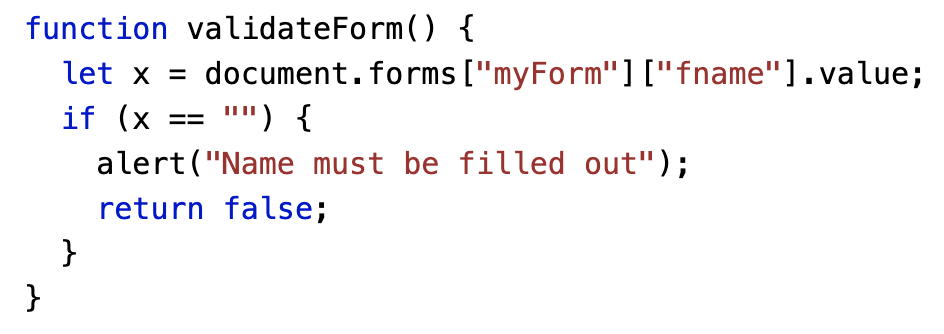 function validateForm() {
  let x = document.forms["myForm"]["fname"].value;
  if (x == "") {
    alert("Name must be filled out");
    return false;
  }
}